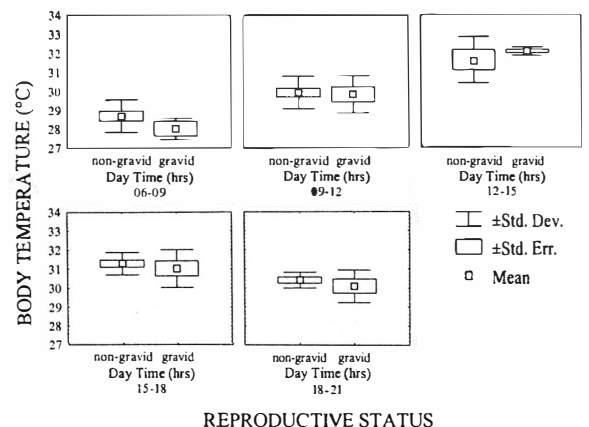 BODY TEMPERATURE (°C)
34
33
32
31
30
29
28
27
non-gravid gravid
Day Time (hrs)
06-09
non-gravid gravid
Day Time (hrs)
09-12
non-gravid gravid
Day Time (hrs)
12-15
±Std. Dev.
±Std. Err.
Mean
34
33
32
31
30
29
28
27
non-gravid gravid
Day Time (hrs)
15-18
non-gravid gravid
Day Time (hrs)
18-21
REPRODUCTIVE STATUS